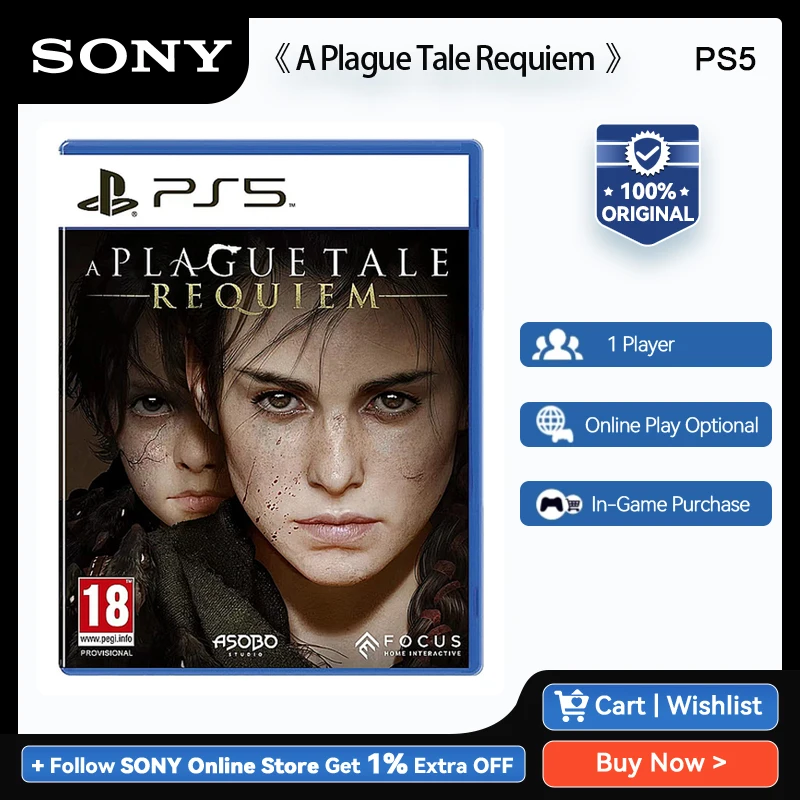 SONY
《 A Plague Tale Requiem 》
PS5
PS5
A PLAGUE TALE
REQUIEM
18
www.pegi.info
PROVISIONAL
ASOBO
STUDIO
FOCUS
HOME INTERACTIVE
100%
ORIGINAL
1 Player
Online Play Optional
In-Game Purchase
Cart | Wishlist
+ Follow SONY Online Store Get 1% Extra OFF
Buy Now >